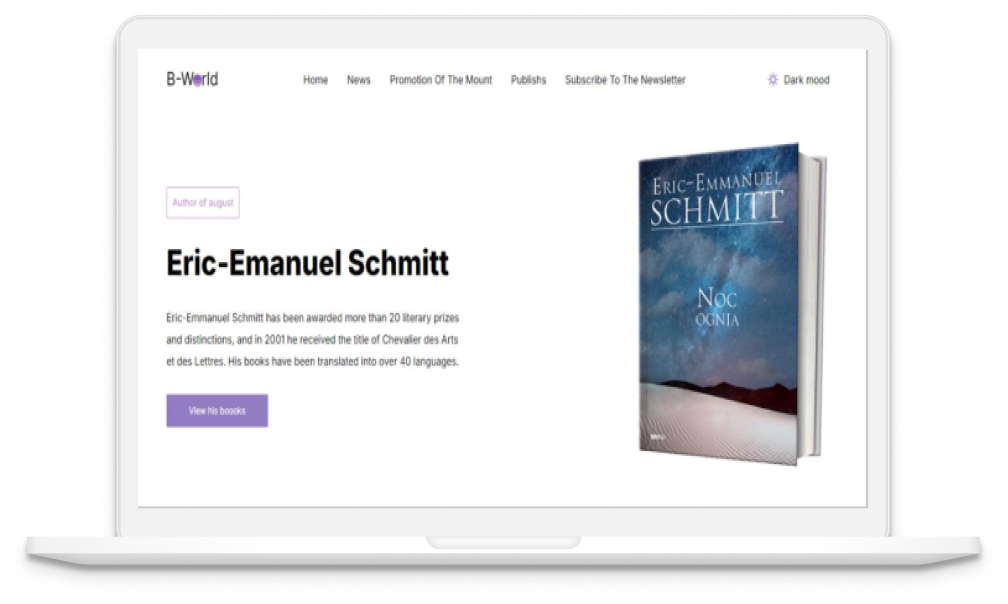 B-World
Home News Promotion Of The Mount Publishs Subscribe To The Newsletter
Dark mood
Author of august
Eric-Emanuel Schmitt
Eric-Emmanuel Schmitt has been awarded more than 20 literary prizes
and distinctions, and in 2001 he received the title of Chevalier des Arts
et des Lettres. His books have been translated into over 40 languages.
View his boooks
ERIC-EMMANUEL
SCHMITT
NOC
OGNIA